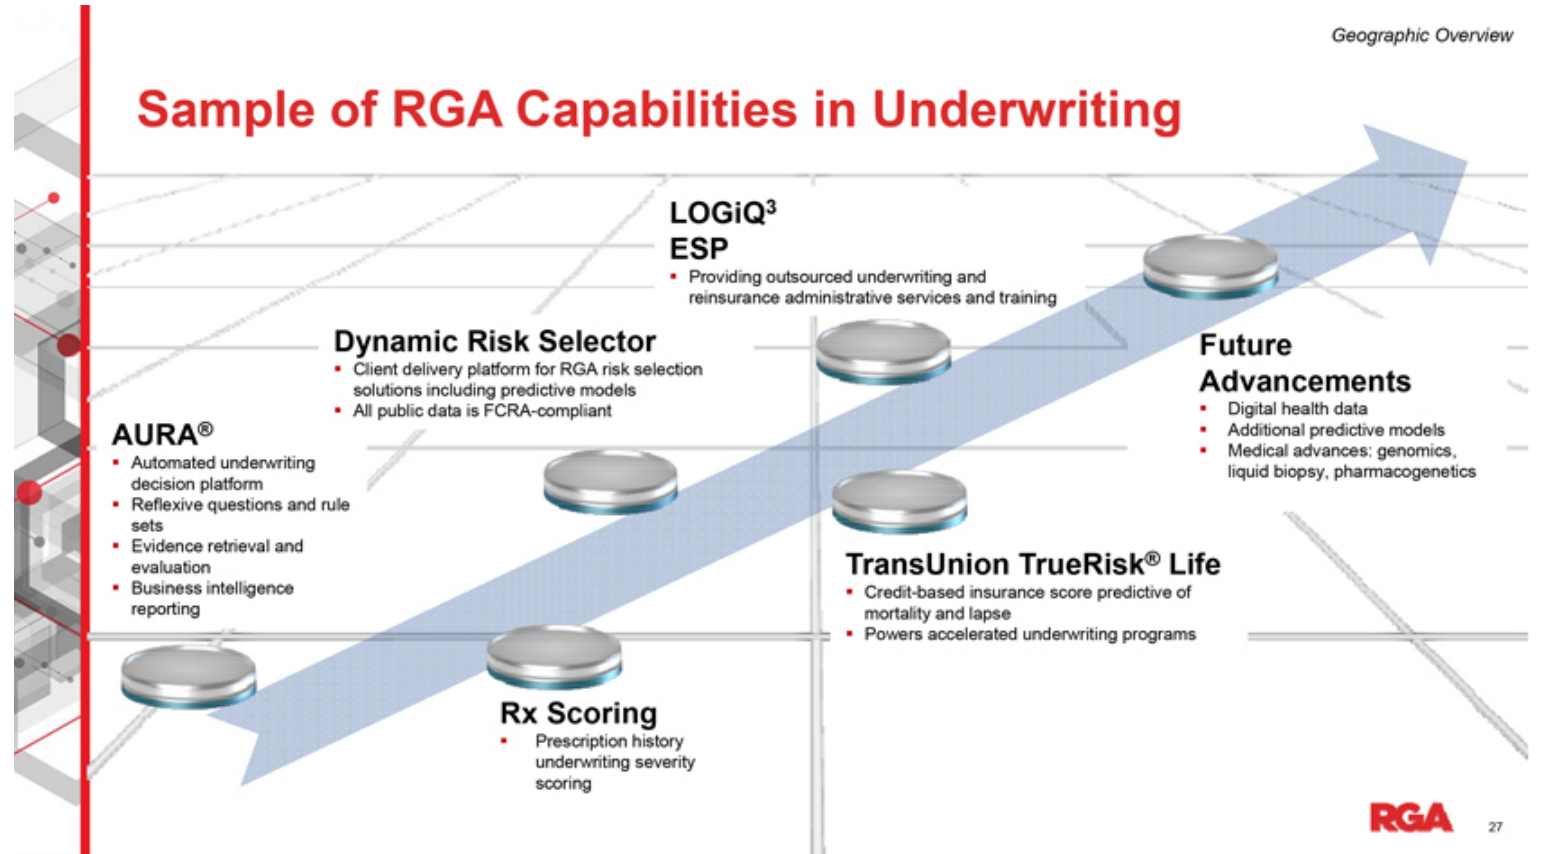 Geographic Overview
Sample of RGA Capabilities in Underwriting
LOGiQ³
ESP
▪ Providing outsourced underwriting and
reinsurance administrative services and training
Dynamic Risk Selector
▪ Client delivery platform for RGA risk selection
solutions including predictive models
▪ All public data is FCRA-compliant
AURA®
▪ Automated underwriting
decision platform
▪ Reflexive questions and rule
sets
▪ Evidence retrieval and
evaluation
▪ Business intelligence
reporting
Future
Advancements
▪ Digital health data
▪ Additional predictive models
▪ Medical advances: genomics,
liquid biopsy, pharmacogenetics
TransUnion TrueRisk® Life
▪ Credit-based insurance score predictive of
mortality and lapse
▪ Powers accelerated underwriting programs
Rx Scoring
▪ Prescription history
underwriting severity
scoring
RGA
27